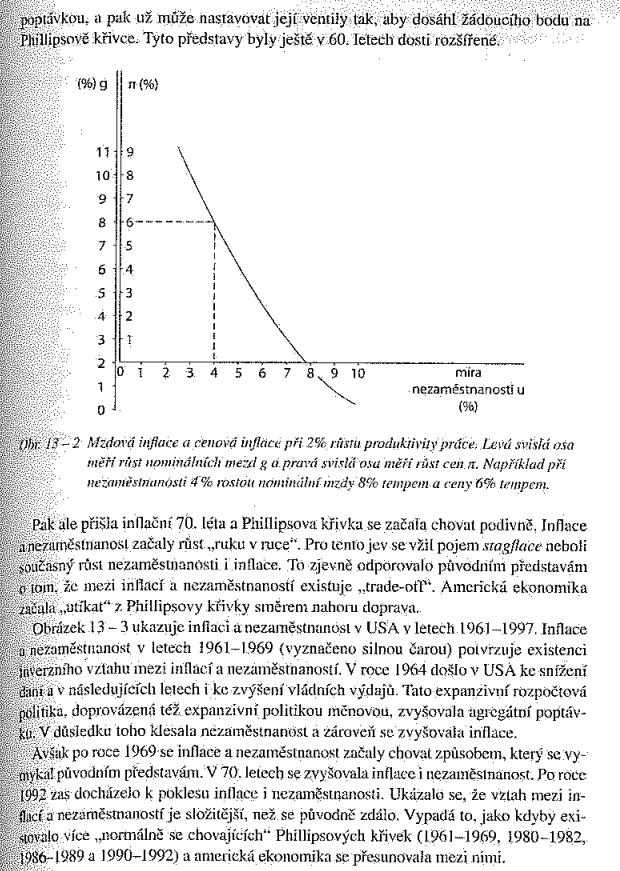 poptávkou, a pak už může nastavovat její ventily tak, aby dosáhl žádoucího bodu na
Phillipsově křivce. Tyto představy byly ještě v 60. letech dosti rozšířené.
(%) g π (%)
11 9
10 8
9 7
8 6
7 5
6 4
5 3
4 2
3 1
2 0 1 2 3 4 5 6 7 8 9 10 míra
1 nezaměstnanosti u
0 (%)
Obr. 13 – 2 Mzdová inflace a cenová inflace při 2% růstu produktivity práce. Levá svislá osa
měří růst nominálních mezd g a pravá svislá osa měří růst cen π. Například při
nezaměstnanosti 4 % rostou nominální mzdy 8% tempem a ceny 6% tempem.
Pak ale přišla inflační 70. léta a Phillipsova křivka se začala chovat podivně. Inflace
a nezaměstnanost začaly růst „ruku v ruce“. Pro tento jev se vžil pojem stagflace neboli
současný růst nezaměstnanosti i inflace. To zjevně odporovalo původním představám
o tom, že mezi inflací a nezaměstnaností existuje „trade-off“. Americká ekonomika
začala „utíkat“ z Phillipsovy křivky směrem nahoru doprava.
Obrázek 13 – 3 ukazuje inflaci a nezaměstnanost v USA v letech 1961–1997. Inflace
a nezaměstnanost v letech 1961–1969 (vyznačeno silnou čarou) potvrzuje existenci
inverzního vztahu mezi inflací a nezaměstnaností. V roce 1964 došlo v USA ke snížení
daní a v následujících letech i ke zvýšení vládních výdajů. Tato expanzivní rozpočtová
politika, doprovázená též expanzivní politikou měnovou, zvyšovala agregátní poptáv-
ku. V důsledku toho klesala nezaměstnanost a zároveň se zvyšovala inflace.
Avšak po roce 1969 se inflace a nezaměstnanost začaly chovat způsobem, který se vy-
mykal původním představám. V 70. letech se zvyšovala inflace i nezaměstnanost. Po roce
1992 zas docházelo k poklesu inflace i nezaměstnanosti. Ukázalo se, že vztah mezi in-
flací a nezaměstnaností je složitější, než se původně zdálo. Vypadá to, jako kdyby exi-
stovalo více „normálně se chovajících“ Phillipsových křivek (1961–1969, 1980–1982,
1986–1989 a 1990–1992) a americká ekonomika se přesunovala mezi nimi.